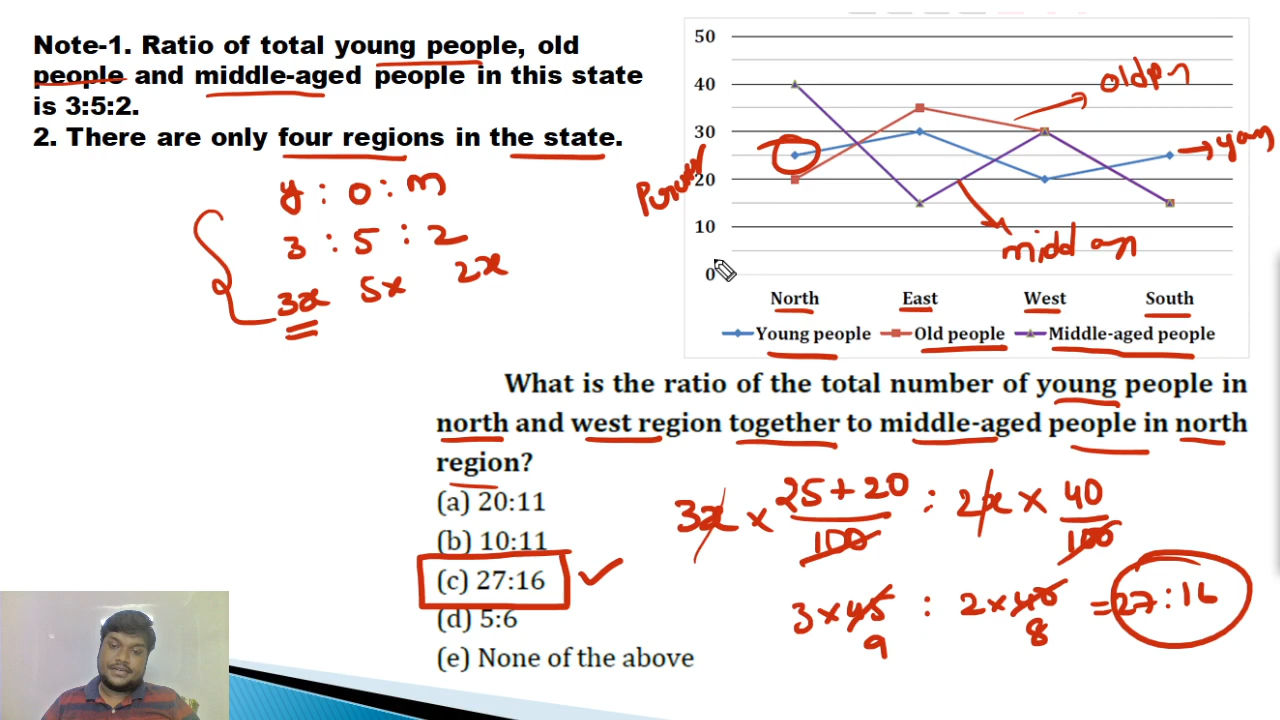 Note-1. Ratio of total young people, old
people and middle-aged people in this state
is 3:5:2.
2. There are only four regions in the state.
y : o : m
3 : 5 : 2
3x 5x 2x
50
40
30
20
10
0
North East West South
Young people Old people Middle-aged people
What is the ratio of the total number of young people in
north and west region together to middle-aged people in north
region?
(a) 20:11
(b) 10:11
(c) 27:16
(d) 5:6
(e) None of the above
3x × 25+20/100 : 2x × 40/100
3×45 : 2×40 = 27:16
9 8